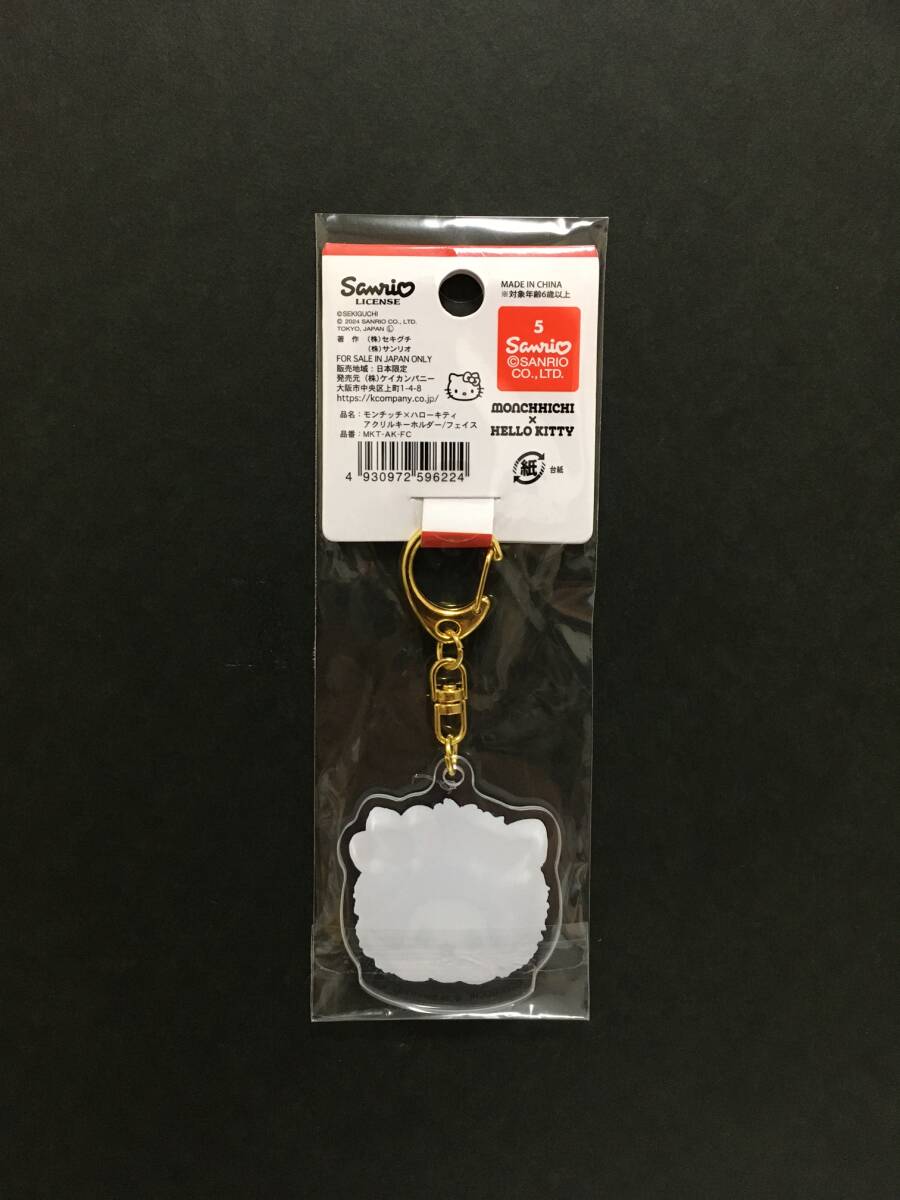 Sanrio
LICENSE
©SEKIGUCHI
© 2024 SANRIO CO., LTD.
TOKYO, JAPAN Ⓛ
著 作 (株) セキグチ
(株) サンリオ
FOR SALE IN JAPAN ONLY
販売地域：日本限定
発売元 (株) ケイカンパニー
大阪市中央区上町1-4-8
https://kcompany.co.jp/
品名：モンチッチ×ハローキティ
アクリルキーホルダー/フェイス
品番：MKT-AK-FC
4 930972 596224
MADE IN CHINA
※対象年齢6歳以上
5
Sanrio
©SANRIO
CO., LTD.
MONCHHICHI
×
HELLO KITTY
紙 台紙